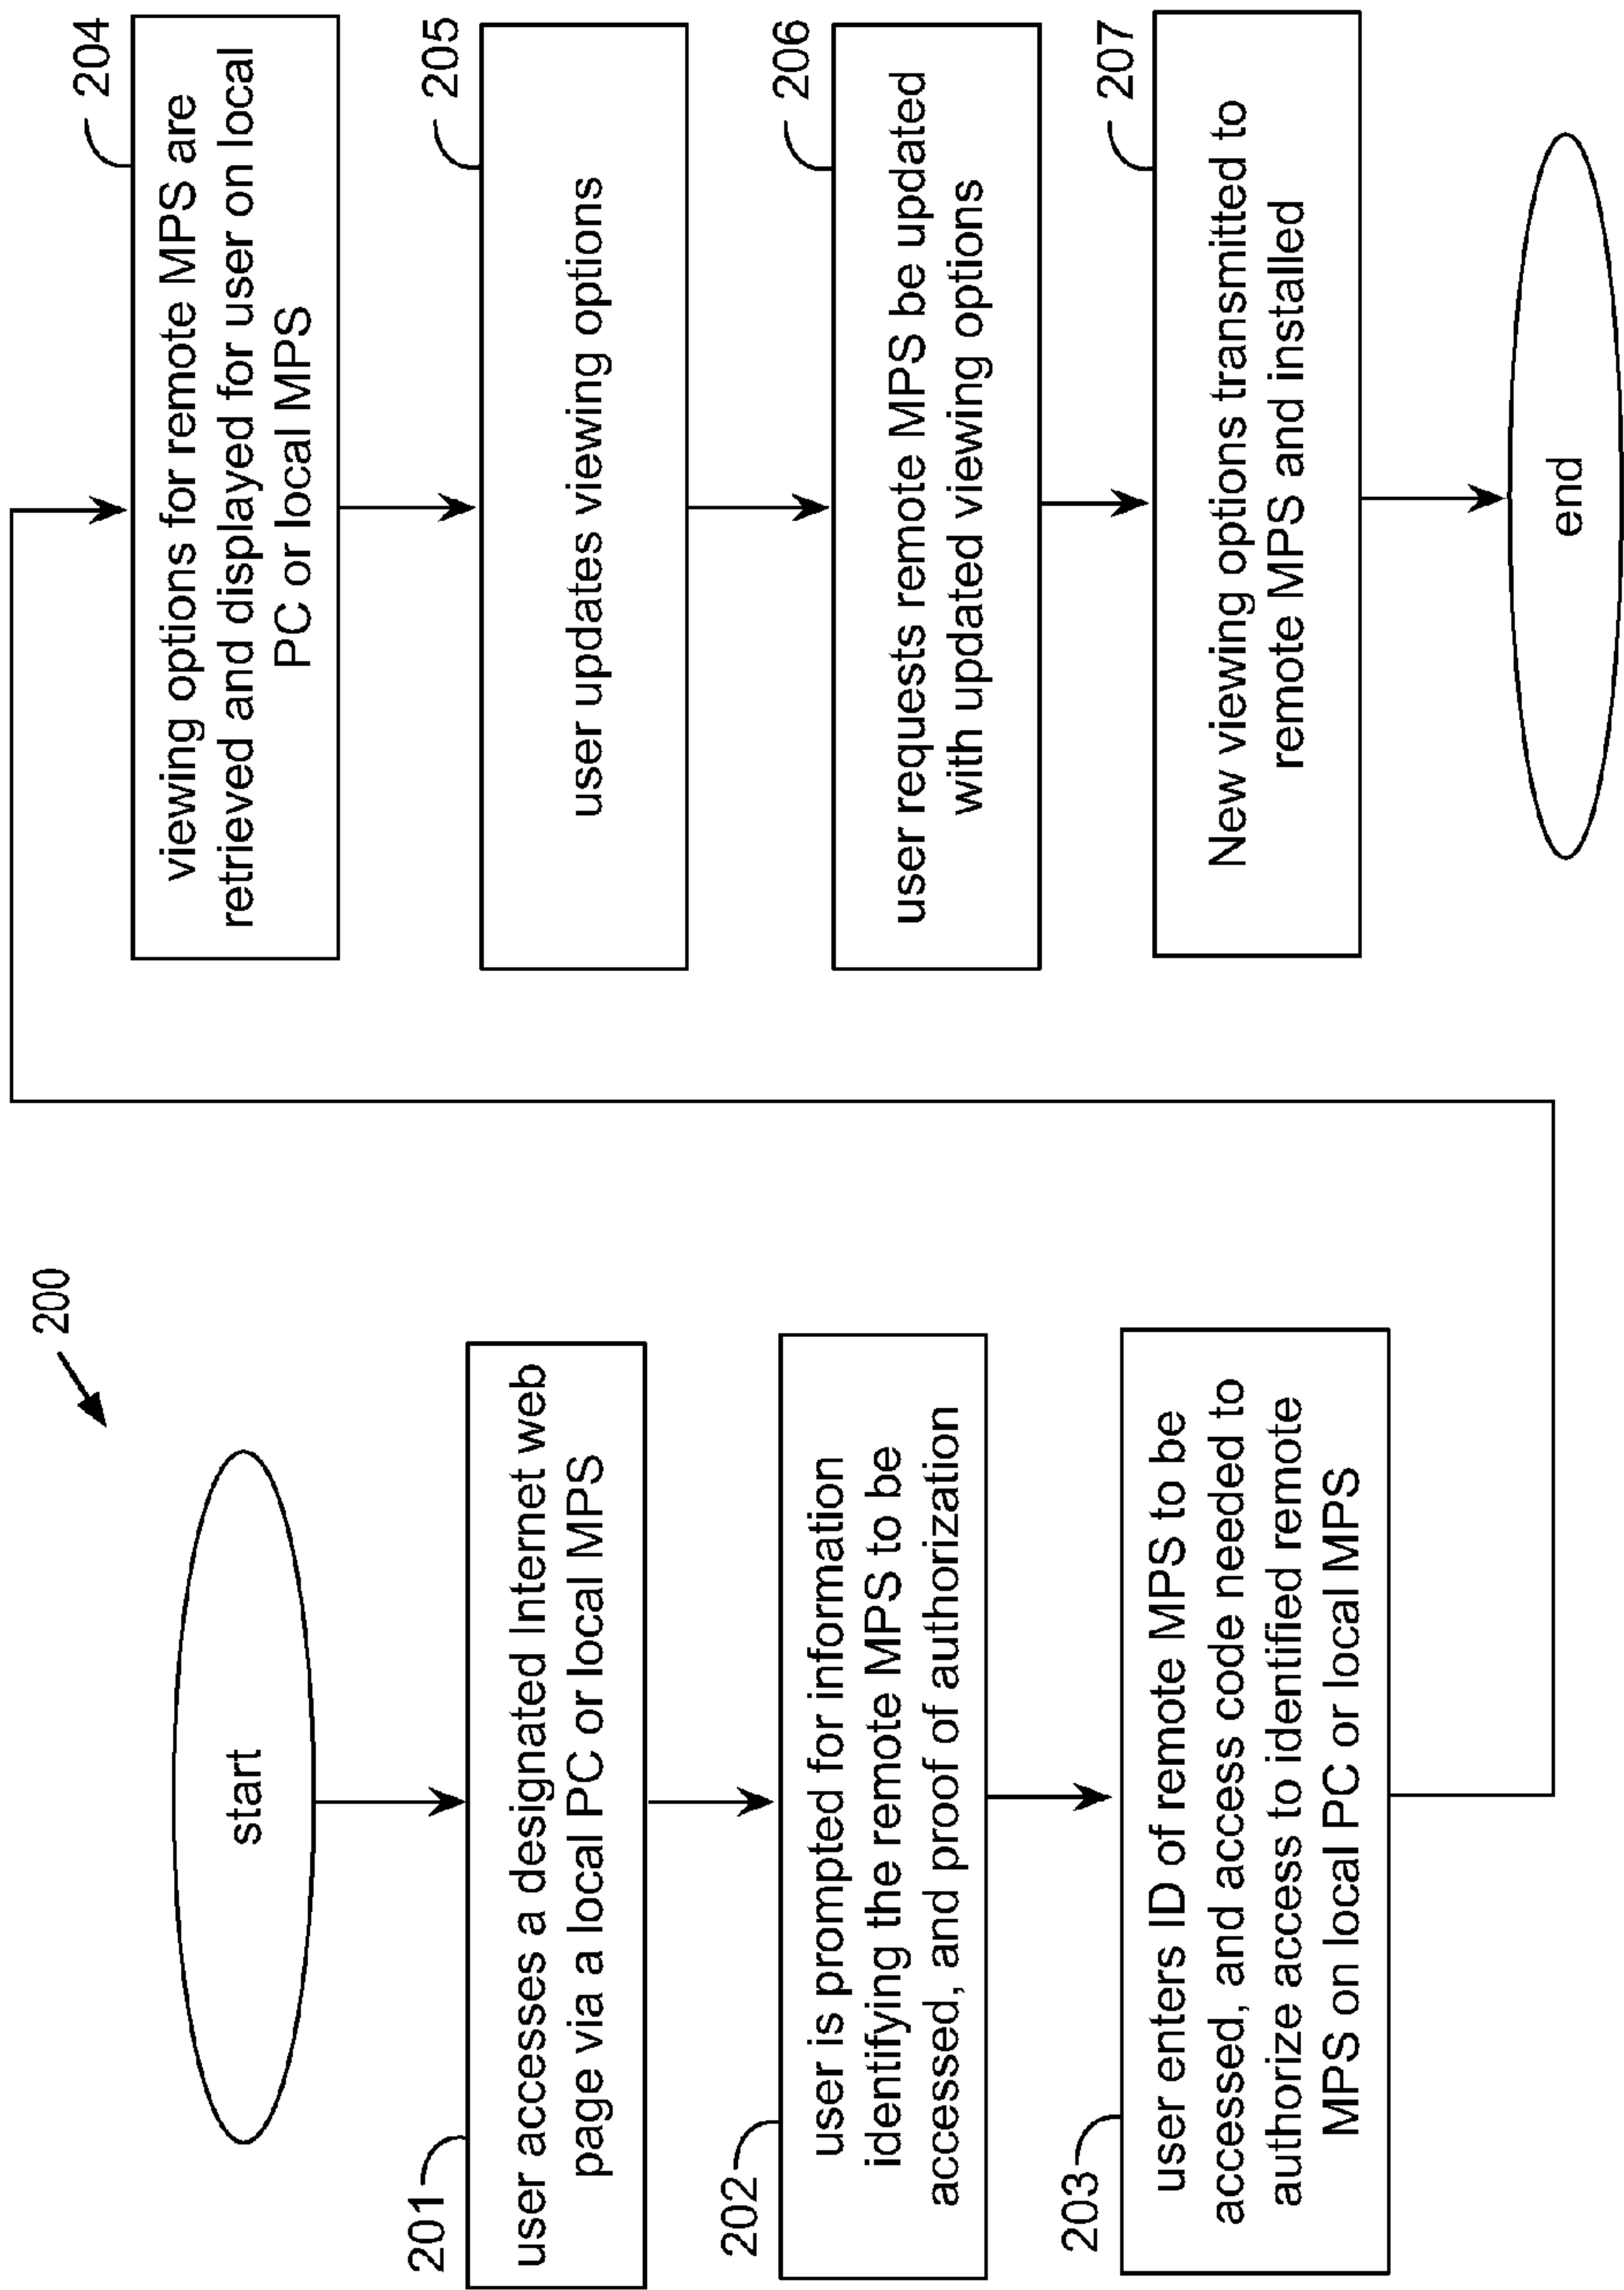 200
start
201
user accesses a designated Internet web
page via a local PC or local MPS
202
user is prompted for information
identifying the remote MPS to be
accessed, and proof of authorization
203
user enters ID of remote MPS to be
accessed, and access code needed to
authorize access to identified remote
MPS on local PC or local MPS
204
viewing options for remote MPS are
retrieved and displayed for user on local
PC or local MPS
205
user updates viewing options
206
user requests remote MPS be updated
with updated viewing options
207
New viewing options transmitted to
remote MPS and installed
end